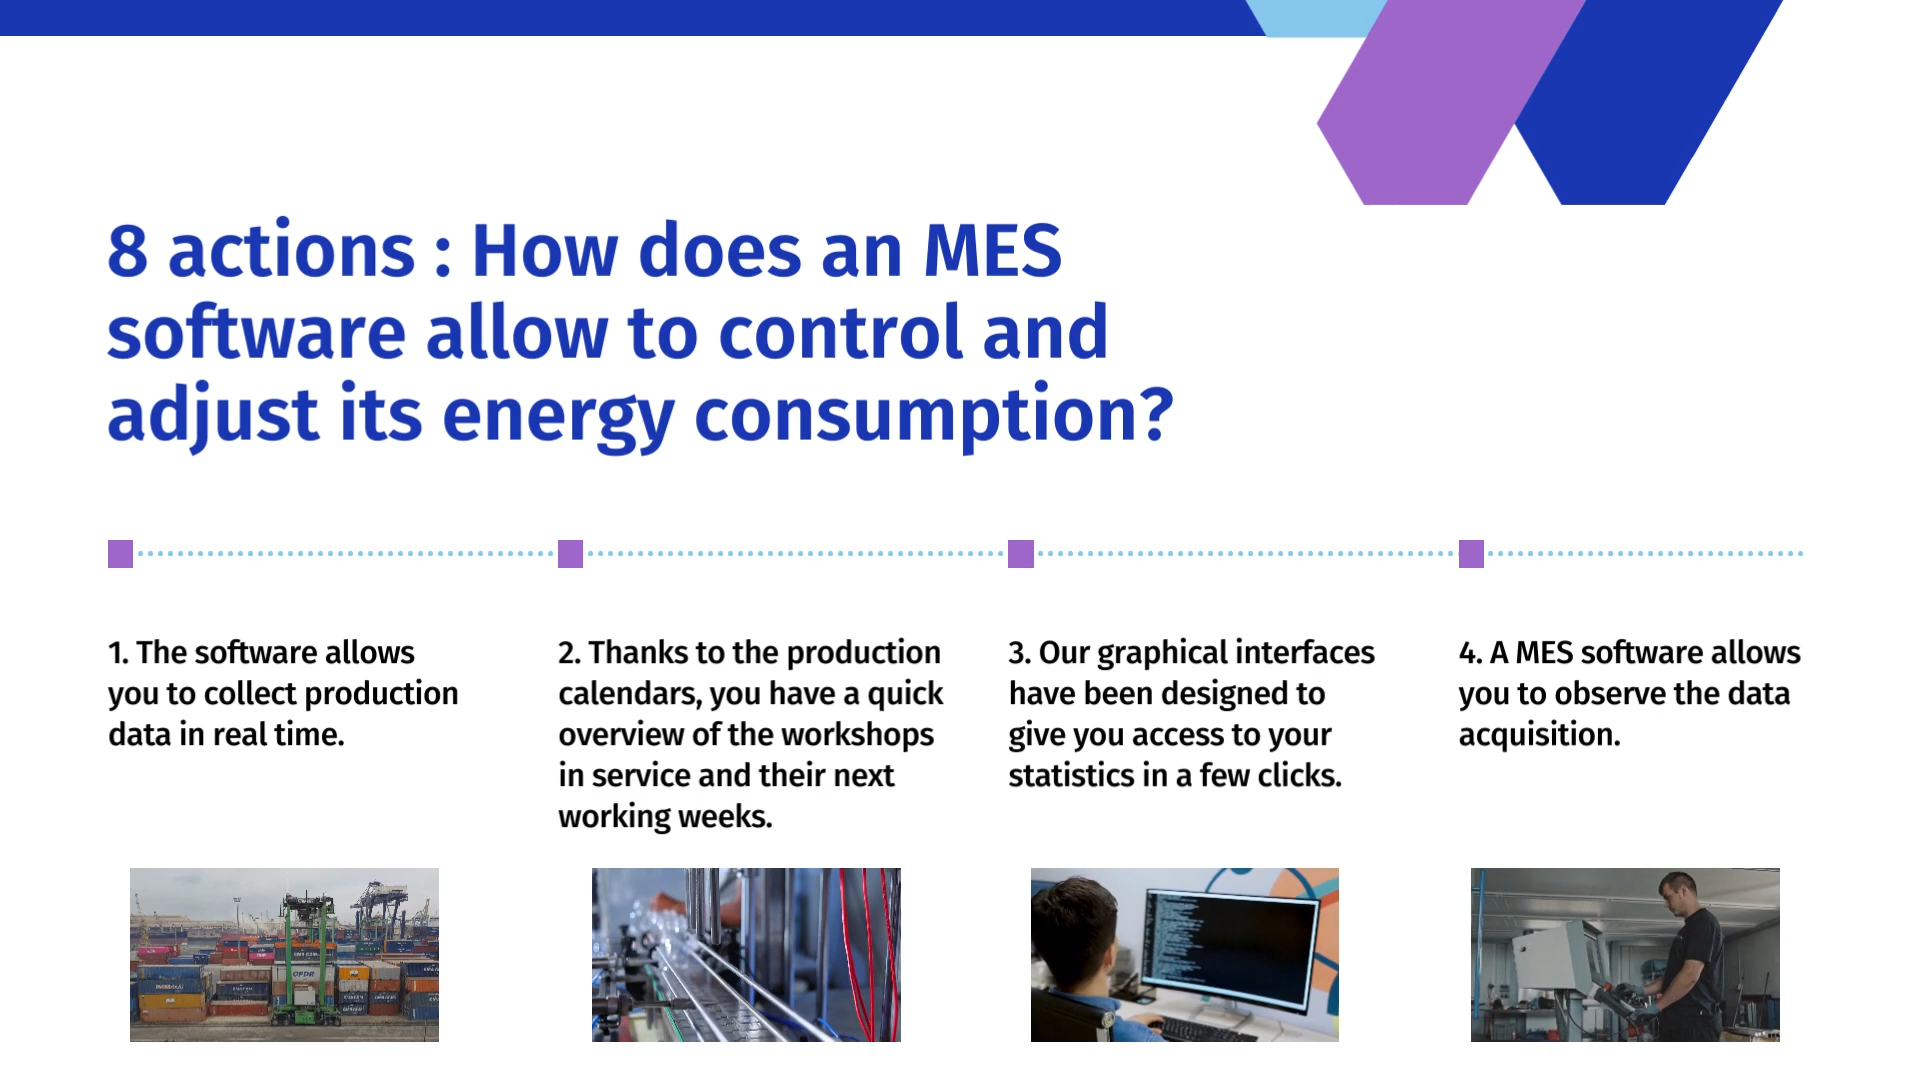 8 actions : How does an MES
software allow to control and
adjust its energy consumption?
1. The software allows
you to collect production
data in real time.
2. Thanks to the production
calendars, you have a quick
overview of the workshops
in service and their next
working weeks.
3. Our graphical interfaces
have been designed to
give you access to your
statistics in a few clicks.
4. A MES software allows
you to observe the data
acquisition.